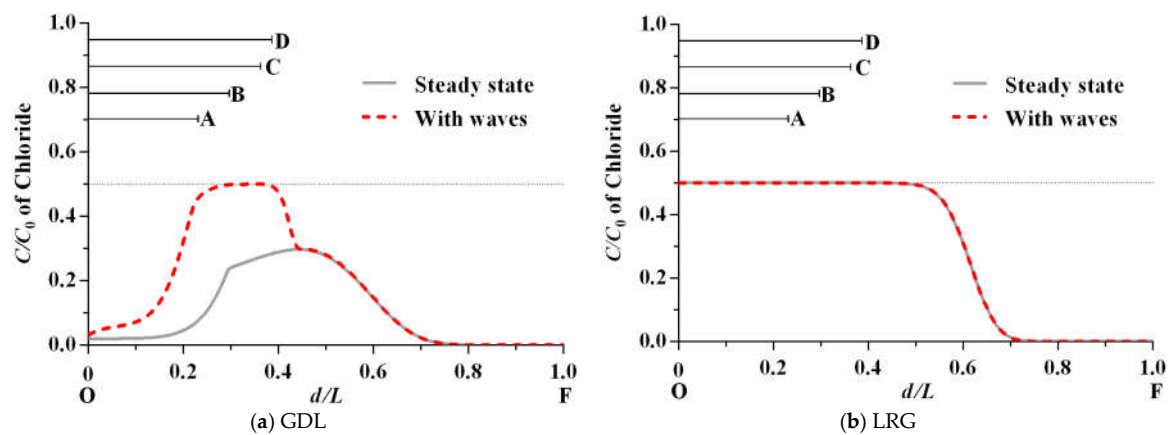 1.0
D
C
0.8
Steady state
B
A
With waves
0.6
0.4
0.2
0.0
C/C0 of Chloride
0 0.2 0.4 0.6 0.8 1.0
O d/L F
(a) GDL
1.0
D
C
0.8
Steady state
B
A
With waves
0.6
0.4
0.2
0.0
C/C0 of Chloride
0 0.2 0.4 0.6 0.8 1.0
O d/L F
(b) LRG